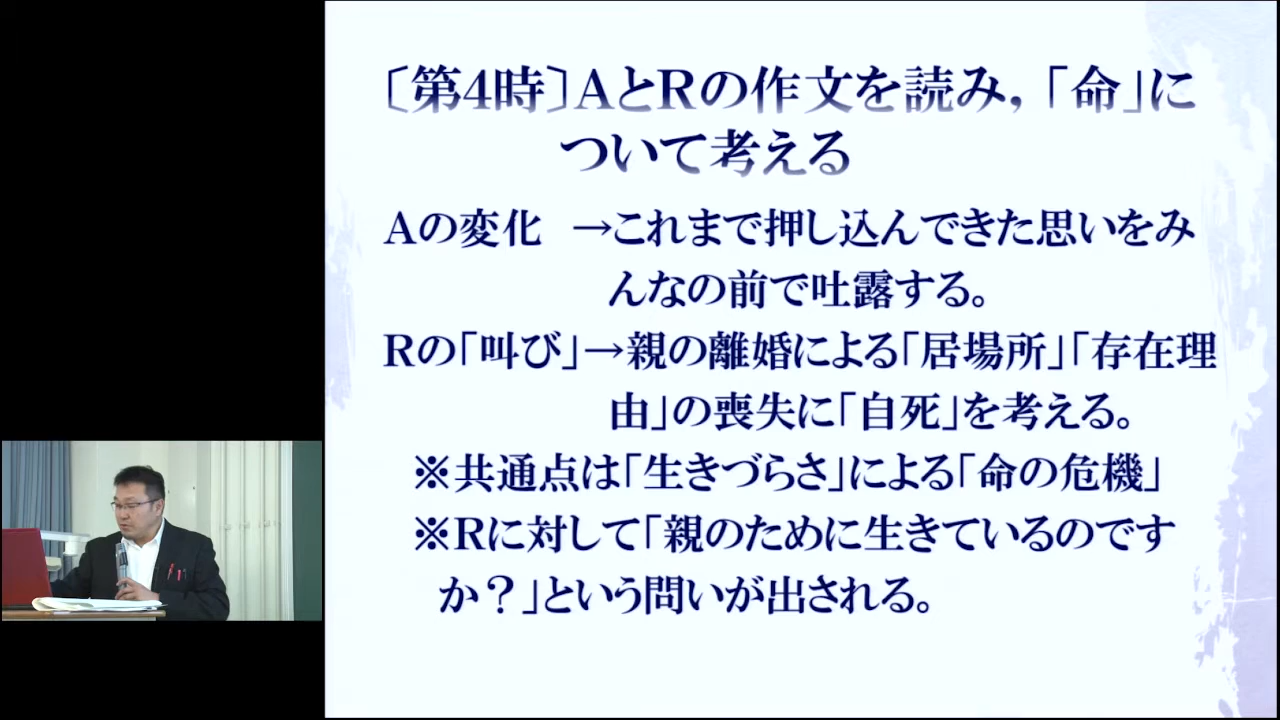 〔第4時〕AとRの作文を読み，「命」に
ついて考える
Aの変化　→これまで押し込んできた思いをみ
んなの前で吐露する。
Rの「叫び」→親の離婚による「居場所」「存在理
由」の喪失に「自死」を考える。
※共通点は「生きづらさ」による「命の危機」
※Rに対して「親のために生きているのです
か？」という問いが出される。